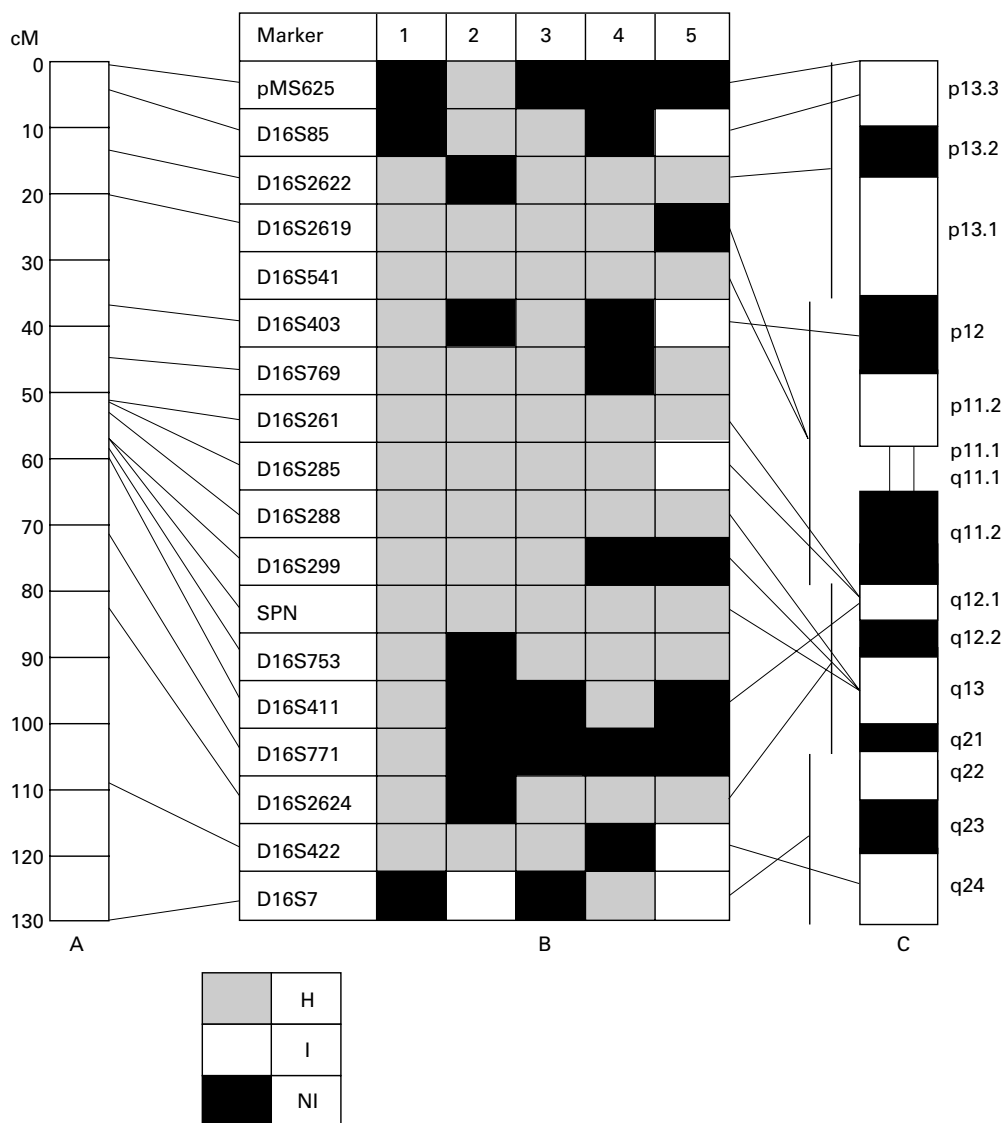 cM
0
10
20
30
40
50
60
70
80
90
100
110
120
130
A
Marker 1 2 3 4 5
pMS625
D16S85
D16S2622
D16S2619
D16S541
D16S403
D16S769
D16S261
D16S285
D16S288
D16S299
SPN
D16S753
D16S411
D16S771
D16S2624
D16S422
D16S7
B
p13.3
p13.2
p13.1
p12
p11.2
p11.1
q11.1
q11.2
q12.1
q12.2
q13
q21
q22
q23
q24
C
H
I
NI